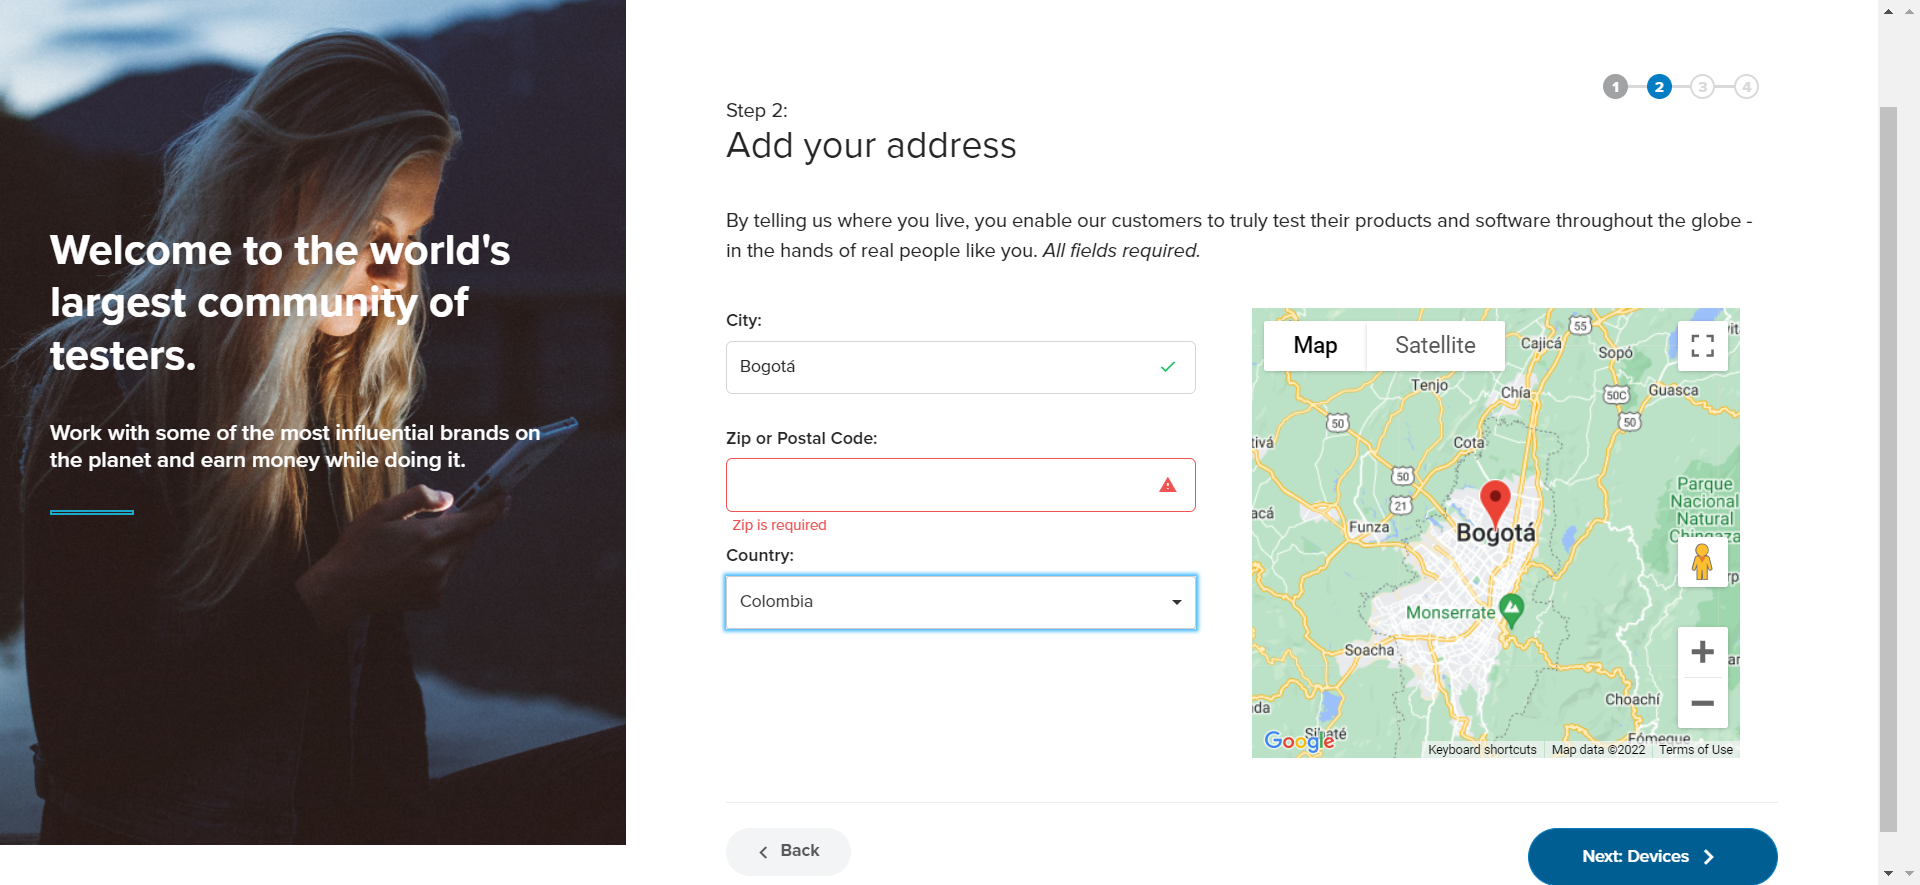 Welcome to the world's
largest community of
testers.
Work with some of the most influential brands on
the planet and earn money while doing it.
1 2 3 4
Step 2:
Add your address
By telling us where you live, you enable our customers to truly test their products and software throughout the globe -
in the hands of real people like you. All fields required.
City:
Bogotá
Zip or Postal Code:
Zip is required
Country:
Colombia
Map
Satellite
55
Cajicá
Sopó
Tenjo
Chía
50C
Guasca
50
50
Cota
50
21
Funza
Parque
Nacional
Natural
Chingaza
Bogotá
Monserrate
Soacha
Choachí
Sibaté
Fómeque
Google
Keyboard shortcuts
Map data ©2022
Terms of Use
Back
Next: Devices